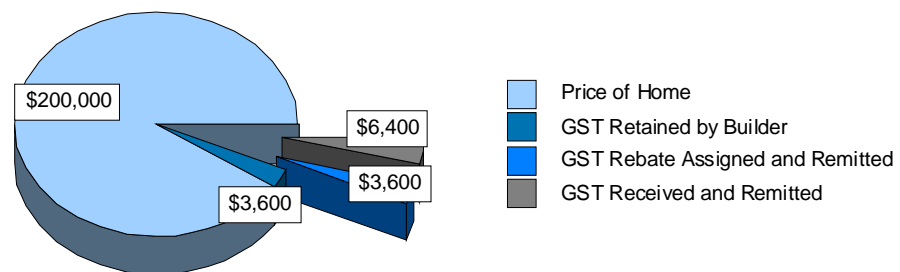 $200,000
$6,400
$3,600
$3,600
Price of Home
GST Retained by Builder
GST Rebate Assigned and Remitted
GST Received and Remitted